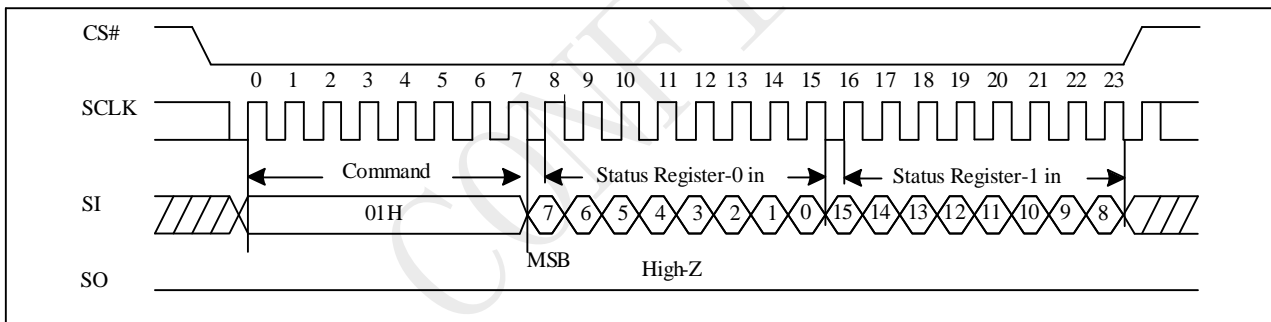 CS#
0 1 2 3 4 5 6 7 8 9 10 11 12 13 14 15 16 17 18 19 20 21 22 23
SCLK
Command Status Register-0 in Status Register-1 in
SI 01H 7 6 5 4 3 2 1 0 15 14 13 12 11 10 9 8
MSB High-Z
SO